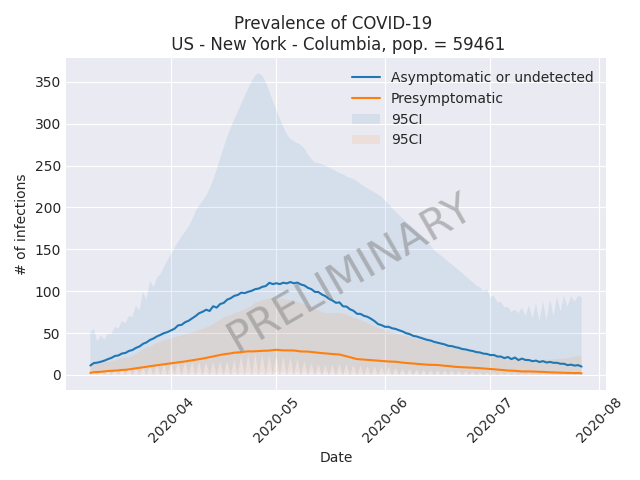 Prevalence of COVID-19
US - New York - Columbia, pop. = 59461
Asymptomatic or undetected
Presymptomatic
95CI
95CI
350
300
250
200
150
100
50
0
# of infections
PRELIMINARY
2020-04
2020-05
2020-06
2020-07
2020-08
Date